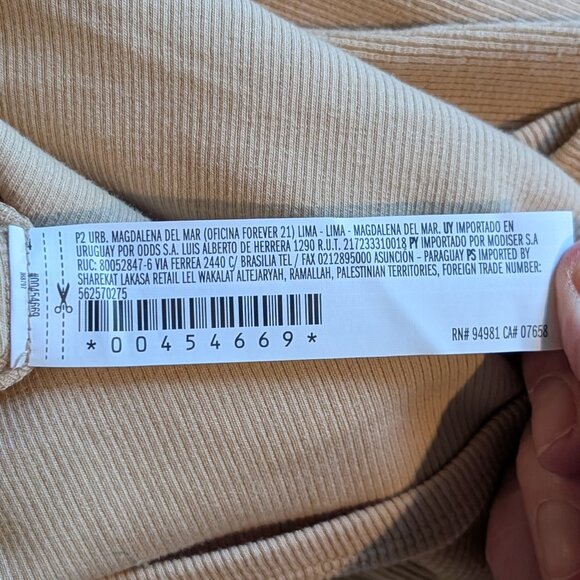 P2 URB. MAGDALENA DEL MAR (OFICINA FOREVER 21) LIMA - LIMA - MAGDALENA DEL MAR. UY IMPORTADO EN
URUGUAY POR ODDS S.A. LUIS ALBERTO DE HERRERA 1290 R.U.T. 217233310018 PY IMPORTADO POR MODISER S.A
RUC: 80052847-6 VIA FERREA 2440 C/ BRASILIA TEL / FAX 0212895000 ASUNCIÓN - PARAGUAY PS IMPORTED BY
SHAREKAT LAKASA RETAIL LEL WAKALAT ALTEJARYAH, RAMALLAH, PALESTINIAN TERRITORIES, FOREIGN TRADE NUMBER:
562570275
*00454669*
RN# 94981 CA# 07658
#00454669